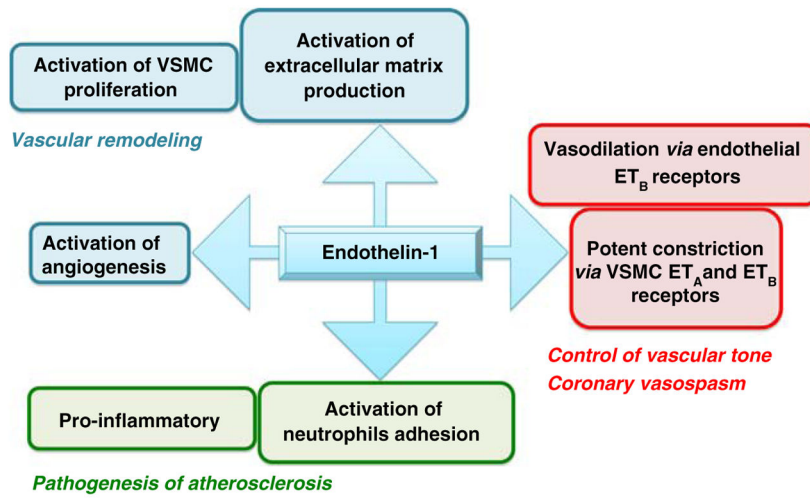 Activation of VSMC
proliferation
Activation of
extracellular matrix
production
Vascular remodeling
Vasodilation via endothelial
ETB receptors
Activation of
angiogenesis
Endothelin-1
Potent constriction
via VSMC ETA and ETB
receptors
Control of vascular tone
Coronary vasospasm
Pro-inflammatory
Activation of
neutrophils adhesion
Pathogenesis of atherosclerosis